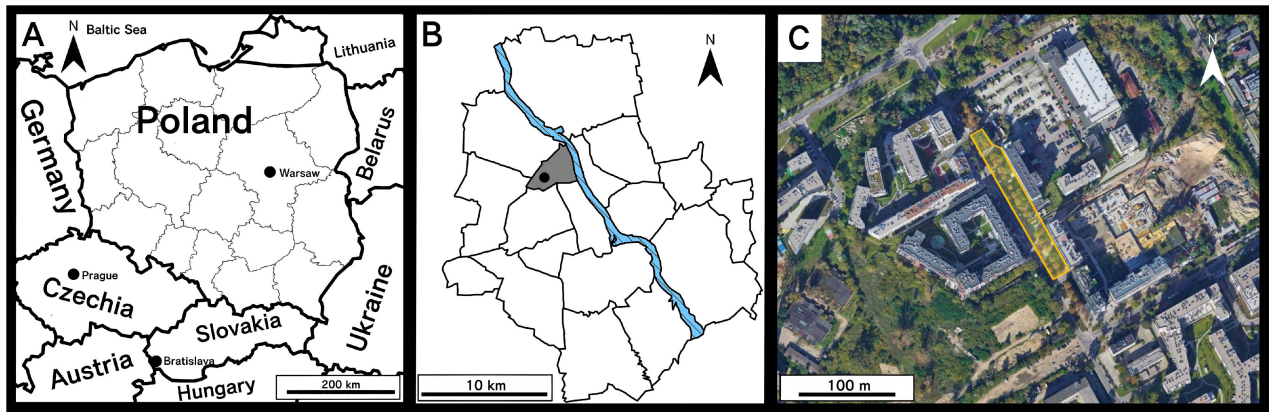 A
N
Baltic Sea
Lithuania
Germany
Poland
Belarus
Warsaw
Prague
Czechia
Slovakia
Ukraine
Austria
Bratislava
Hungary
200 km
B
N
10 km
C
N
100 m